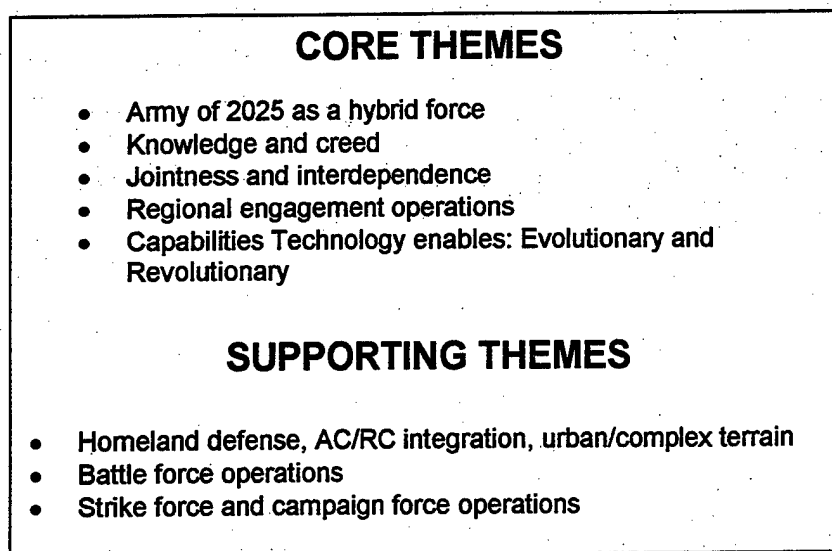 CORE THEMES
• Army of 2025 as a hybrid force
• Knowledge and creed
• Jointness and interdependence
• Regional engagement operations
• Capabilities Technology enables: Evolutionary and
Revolutionary
SUPPORTING THEMES
• Homeland defense, AC/RC integration, urban/complex terrain
• Battle force operations
• Strike force and campaign force operations